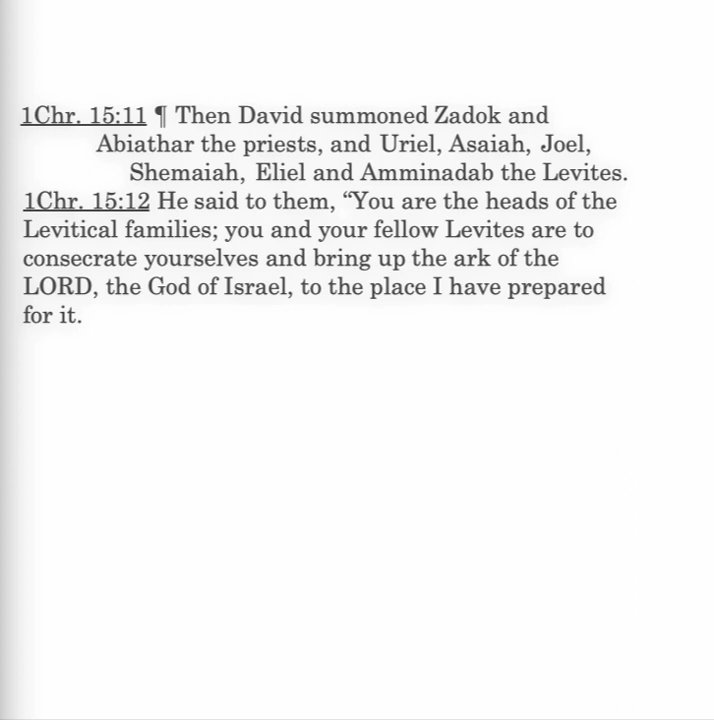 1Chr. 15:11 ¶ Then David summoned Zadok and
Abiathar the priests, and Uriel, Asaiah, Joel,
Shemaiah, Eliel and Amminadab the Levites.
1Chr. 15:12 He said to them, “You are the heads of the
Levitical families; you and your fellow Levites are to
consecrate yourselves and bring up the ark of the
LORD, the God of Israel, to the place I have prepared
for it.